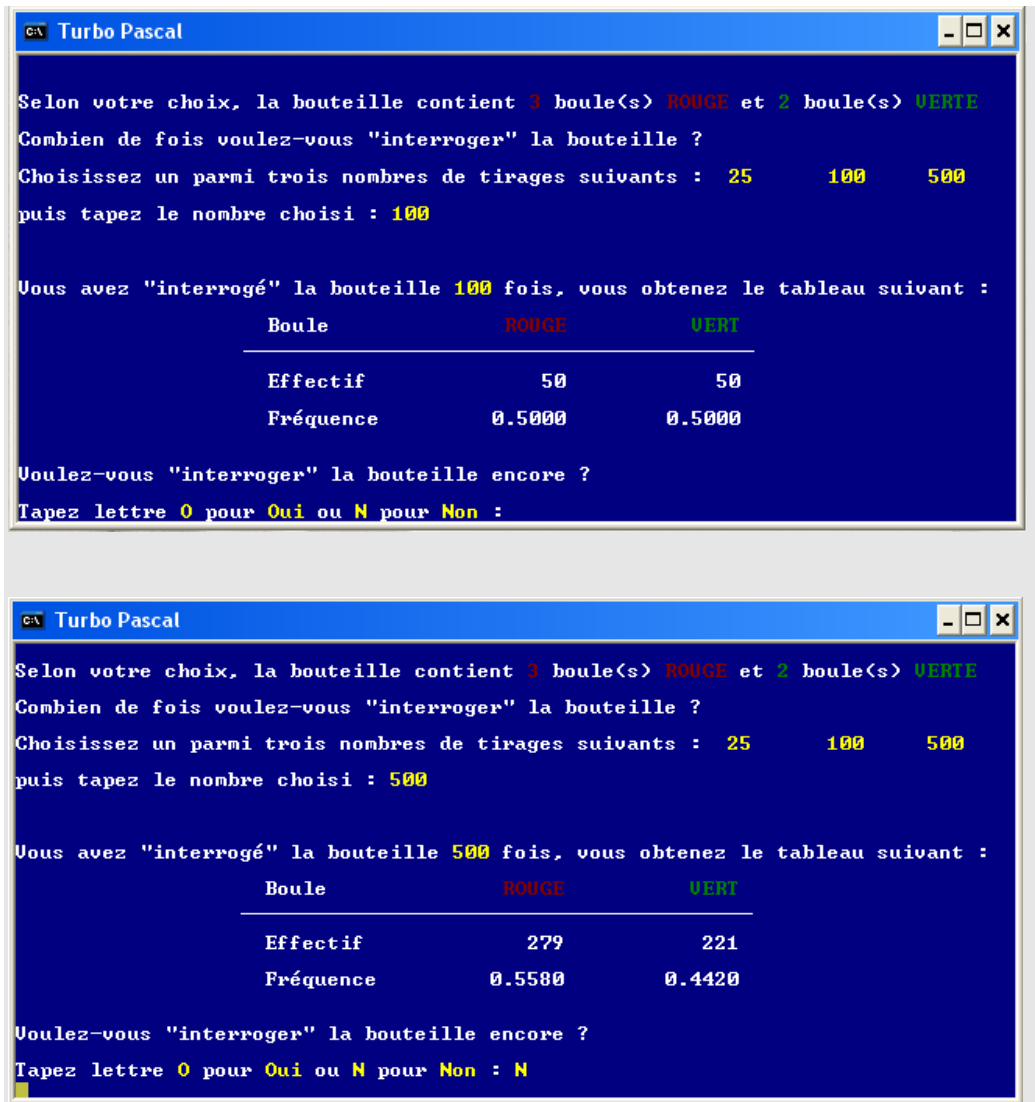 Turbo Pascal
Selon votre choix, la bouteille contient 3 boule(s) ROUGE et 2 boule(s) VERTE
Combien de fois voulez-vous "interroger" la bouteille ?
Choisissez un parmi trois nombres de tirages suivants : 25 100 500
puis tapez le nombre choisi : 100
Vous avez "interrogé" la bouteille 100 fois, vous obtenez le tableau suivant :
Boule ROUGE VERT
Effectif 50 50
Fréquence 0.5000 0.5000
Voulez-vous "interroger" la bouteille encore ?
Tapez lettre O pour Oui ou N pour Non :
Turbo Pascal
Selon votre choix, la bouteille contient 3 boule(s) ROUGE et 2 boule(s) VERTE
Combien de fois voulez-vous "interroger" la bouteille ?
Choisissez un parmi trois nombres de tirages suivants : 25 100 500
puis tapez le nombre choisi : 500
Vous avez "interrogé" la bouteille 500 fois, vous obtenez le tableau suivant :
Boule ROUGE VERT
Effectif 279 221
Fréquence 0.5580 0.4420
Voulez-vous "interroger" la bouteille encore ?
Tapez lettre O pour Oui ou N pour Non : N